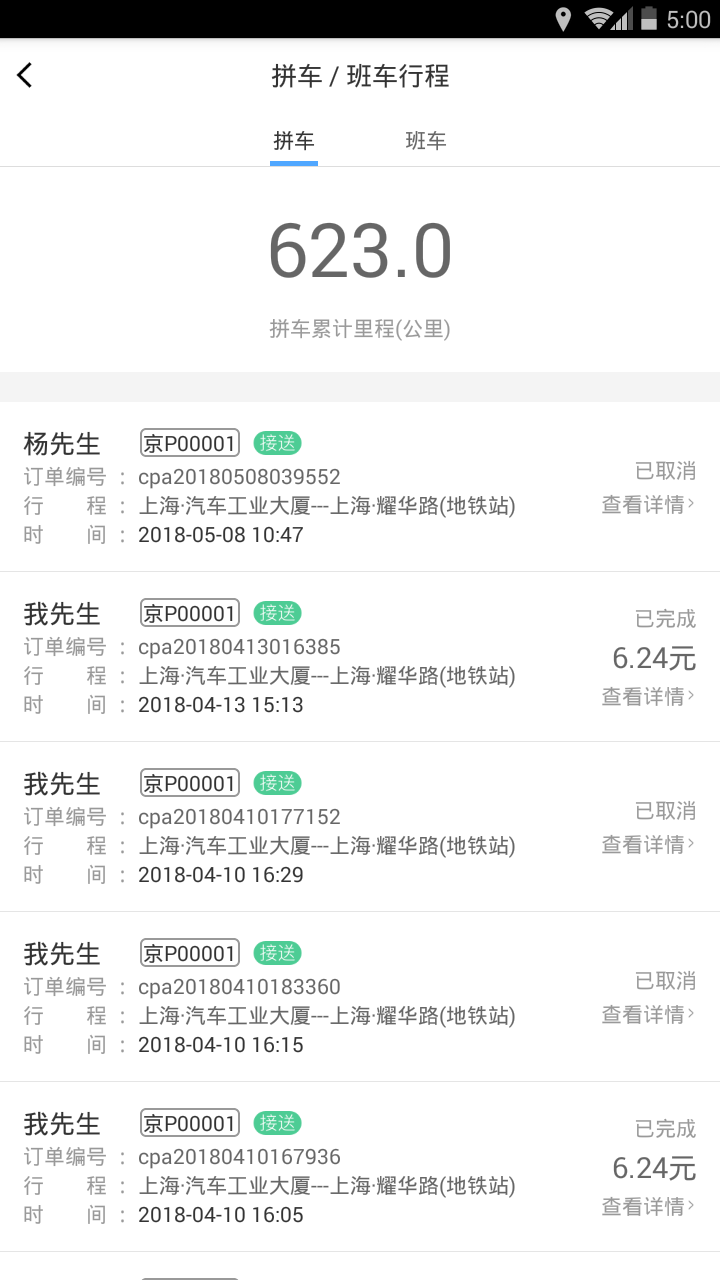 5:00
拼车 / 班车行程
拼车 班车
623.0
拼车累计里程(公里)
杨先生 京P00001 接送
订单编号 : cpa20180508039552
已取消
行 程 : 上海·汽车工业大厦---上海·耀华路(地铁站)
查看详情
时 间 : 2018-05-08 10:47
我先生 京P00001 接送
已完成
订单编号 : cpa20180413016385
6.24元
行 程 : 上海·汽车工业大厦---上海·耀华路(地铁站)
查看详情
时 间 : 2018-04-13 15:13
我先生 京P00001 接送
订单编号 : cpa20180410177152
已取消
行 程 : 上海·汽车工业大厦---上海·耀华路(地铁站)
查看详情
时 间 : 2018-04-10 16:29
我先生 京P00001 接送
订单编号 : cpa20180410183360
已取消
行 程 : 上海·汽车工业大厦---上海·耀华路(地铁站)
查看详情
时 间 : 2018-04-10 16:15
我先生 京P00001 接送
已完成
订单编号 : cpa20180410167936
6.24元
行 程 : 上海·汽车工业大厦---上海·耀华路(地铁站)
查看详情
时 间 : 2018-04-10 16:05